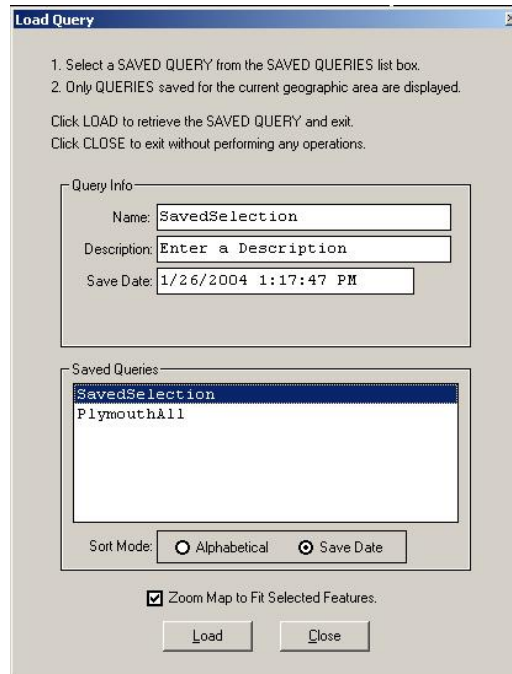 Load Query
1. Select a SAVED QUERY from the SAVED QUERIES list box.
2. Only QUERIES saved for the current geographic area are displayed.
Click LOAD to retrieve the SAVED QUERY and exit.
Click CLOSE to exit without performing any operations.
Query Info
Name: SavedSelection
Description: Enter a Description
Save Date: 1/26/2004 1:17:47 PM
Saved Queries
SavedSelection
PlymouthAll
Sort Mode: Alphabetical Save Date
Zoom Map to Fit Selected Features.
Load Close